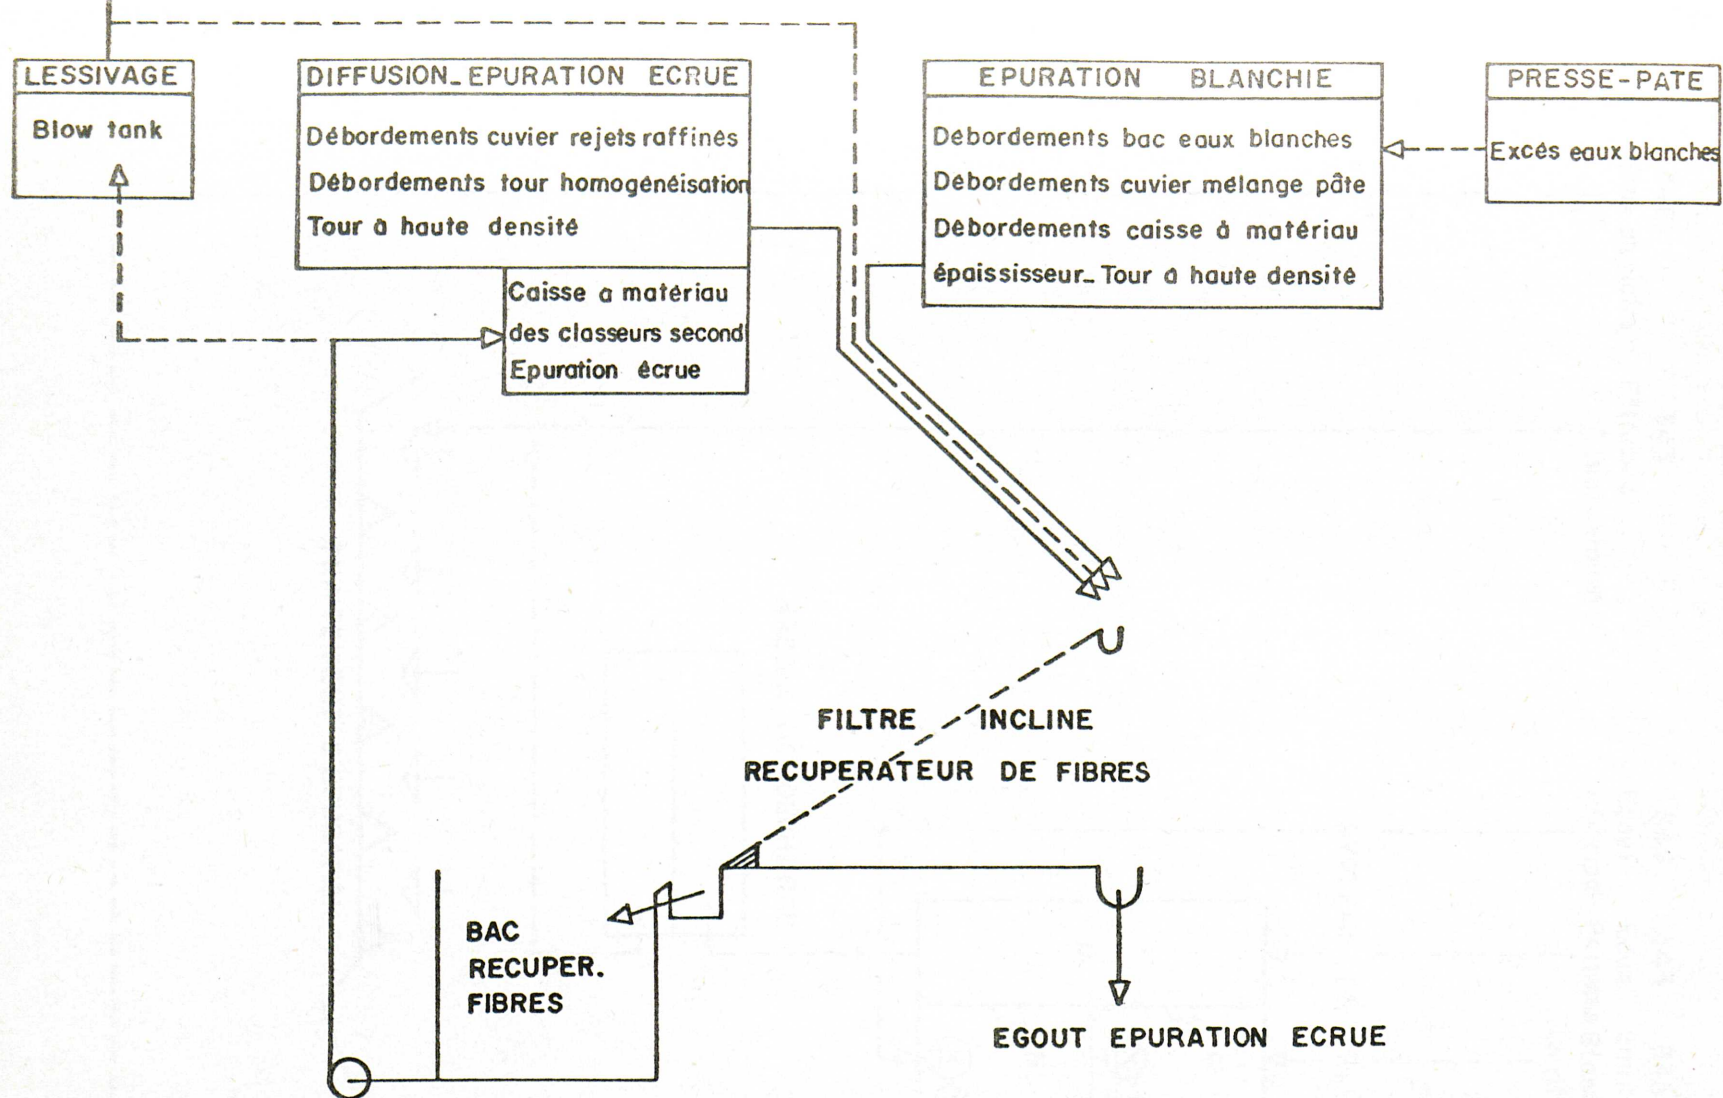 LESSIVAGE
Blow tank
DIFFUSION_EPURATION ECRUE
Débordements cuvier rejets raffinés
Débordements tour homogénéisation
Tour à haute densité
Caisse a matériau
des classeurs second
Epuration écrue
EPURATION BLANCHIE
Débordements bac eaux blanches
Débordements cuvier mélange pâte
Débordements caisse à matériau
épaississeur_ Tour à haute densité
PRESSE-PATE
Excés eaux blanches
FILTRE INCLINE
RECUPERATEUR DE FIBRES
BAC
RECUPER.
FIBRES
EGOUT EPURATION ECRUE